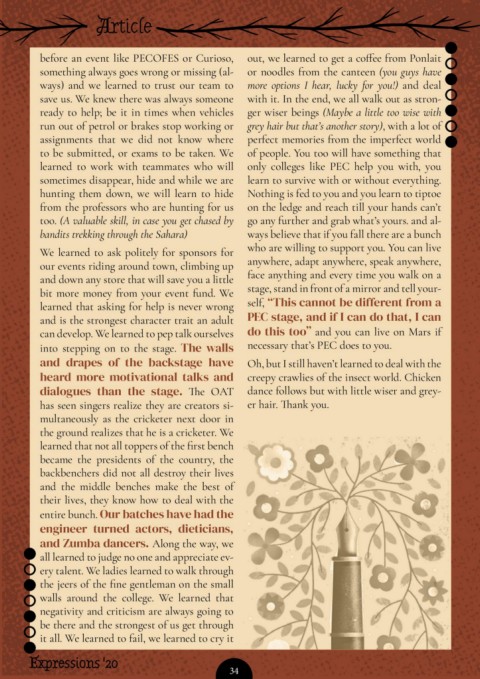 Article
before an event like PECOFES or Curioso,
something always goes wrong or missing (al-
ways) and we learned to trust our team to
save us. We knew there was always someone
ready to help; be it in times when vehicles
run out of petrol or brakes stop working or
assignments that we did not know where
to be submitted, or exams to be taken. We
learned to work with teammates who will
sometimes disappear, hide and while we are
hunting them down, we will learn to hide
from the professors who are hunting for us
too. (A valuable skill, in case you get chased by
bandits trekking through the Sahara)
We learned to ask politely for sponsors for
our events riding around town, climbing up
and down any store that will save you a little
bit more money from your event fund. We
learned that asking for help is never wrong
and is the strongest character trait an adult
can develop. We learned to pep talk ourselves
into stepping on to the stage. The walls
and drapes of the backstage have
heard more motivational talks and
dialogues than the stage. The OAT
has seen singers realize they are creators si-
multaneously as the cricketer next door in
the ground realizes that he is a cricketer. We
learned that not all toppers of the first bench
became the presidents of the country, the
backbenchers did not all destroy their lives
and the middle benches make the best of
their lives, they know how to deal with the
entire bunch. Our batches have had the
engineer turned actors, dieticians,
and Zumba dancers. Along the way, we
all learned to judge no one and appreciate ev-
ery talent. We ladies learned to walk through
the jeers of the fine gentleman on the small
walls around the college. We learned that
negativity and criticism are always going to
be there and the strongest of us get through
it all. We learned to fail, we learned to cry it
out, we learned to get a coffee from Ponlait
or noodles from the canteen (you guys have
more options I hear, lucky for you!) and deal
with it. In the end, we all walk out as stron-
ger wiser beings (Maybe a little too wise with
grey hair but that's another story), with a lot of
perfect memories from the imperfect world
of people. You too will have something that
only colleges like PEC help you with, you
learn to survive with or without everything.
Nothing is fed to you and you learn to tiptoe
on the ledge and reach till your hands can't
go any further and grab what's yours. and al-
ways believe that if you fall there are a bunch
who are willing to support you. You can live
anywhere, adapt anywhere, speak anywhere,
face anything and every time you walk on a
stage, stand in front of a mirror and tell your-
self, "This cannot be different from a
PEC stage, and if I can do that, I can
do this too" and you can live on Mars if
necessary that's PEC does to you.
Oh, but I still haven't learned to deal with the
creepy crawlies of the insect world. Chicken
dance follows but with little wiser and grey-
er hair. Thank you.
Expressions '20
34